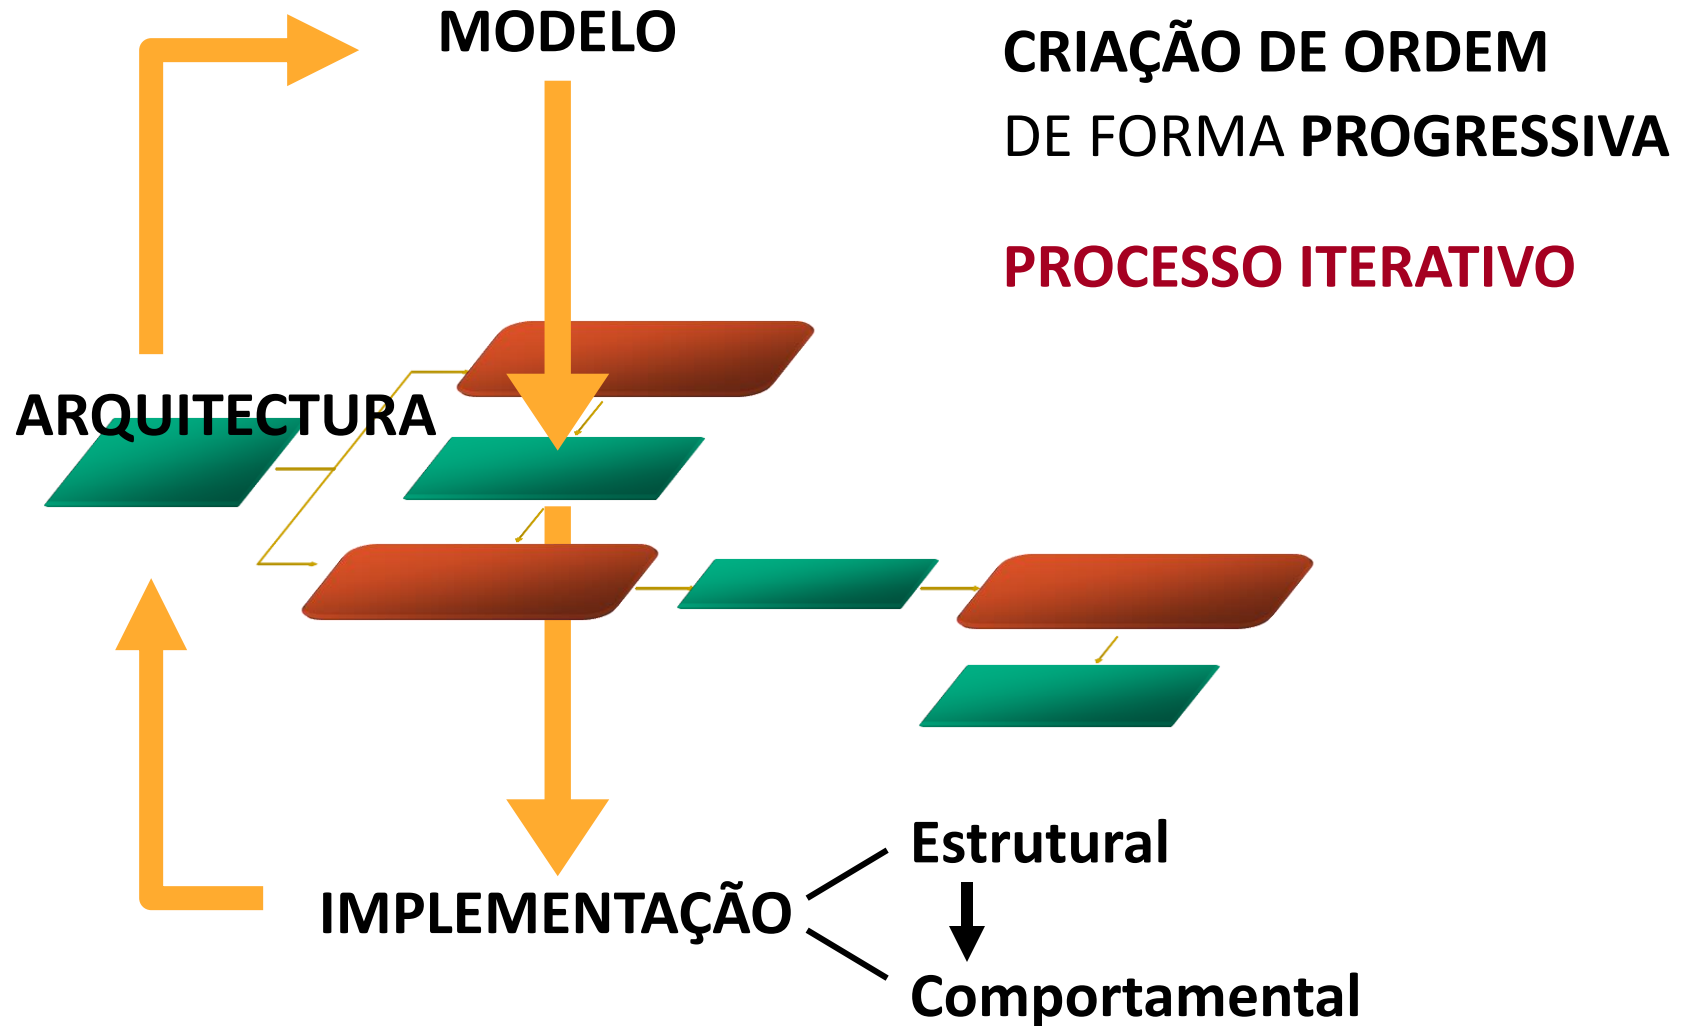 MODELO
CRIAÇÃO DE ORDEM
DE FORMA PROGRESSIVA
PROCESSO ITERATIVO
ARQUITECTURA
Estrutural
IMPLEMENTAÇÃO
Comportamental